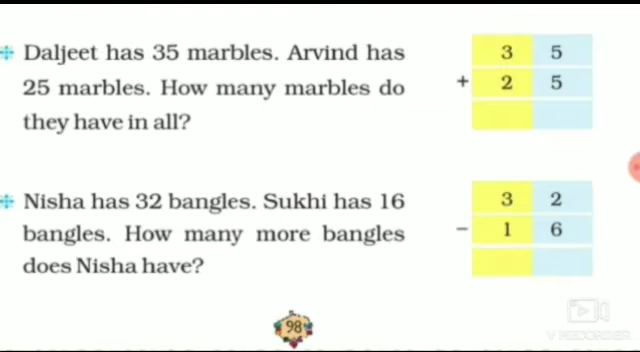 Daljeet has 35 marbles. Arvind has
25 marbles. How many marbles do
they have in all?
3 5
+ 2 5
Nisha has 32 bangles. Sukhi has 16
bangles. How many more bangles
does Nisha have?
3 2
- 1 6
98
V RECORDER